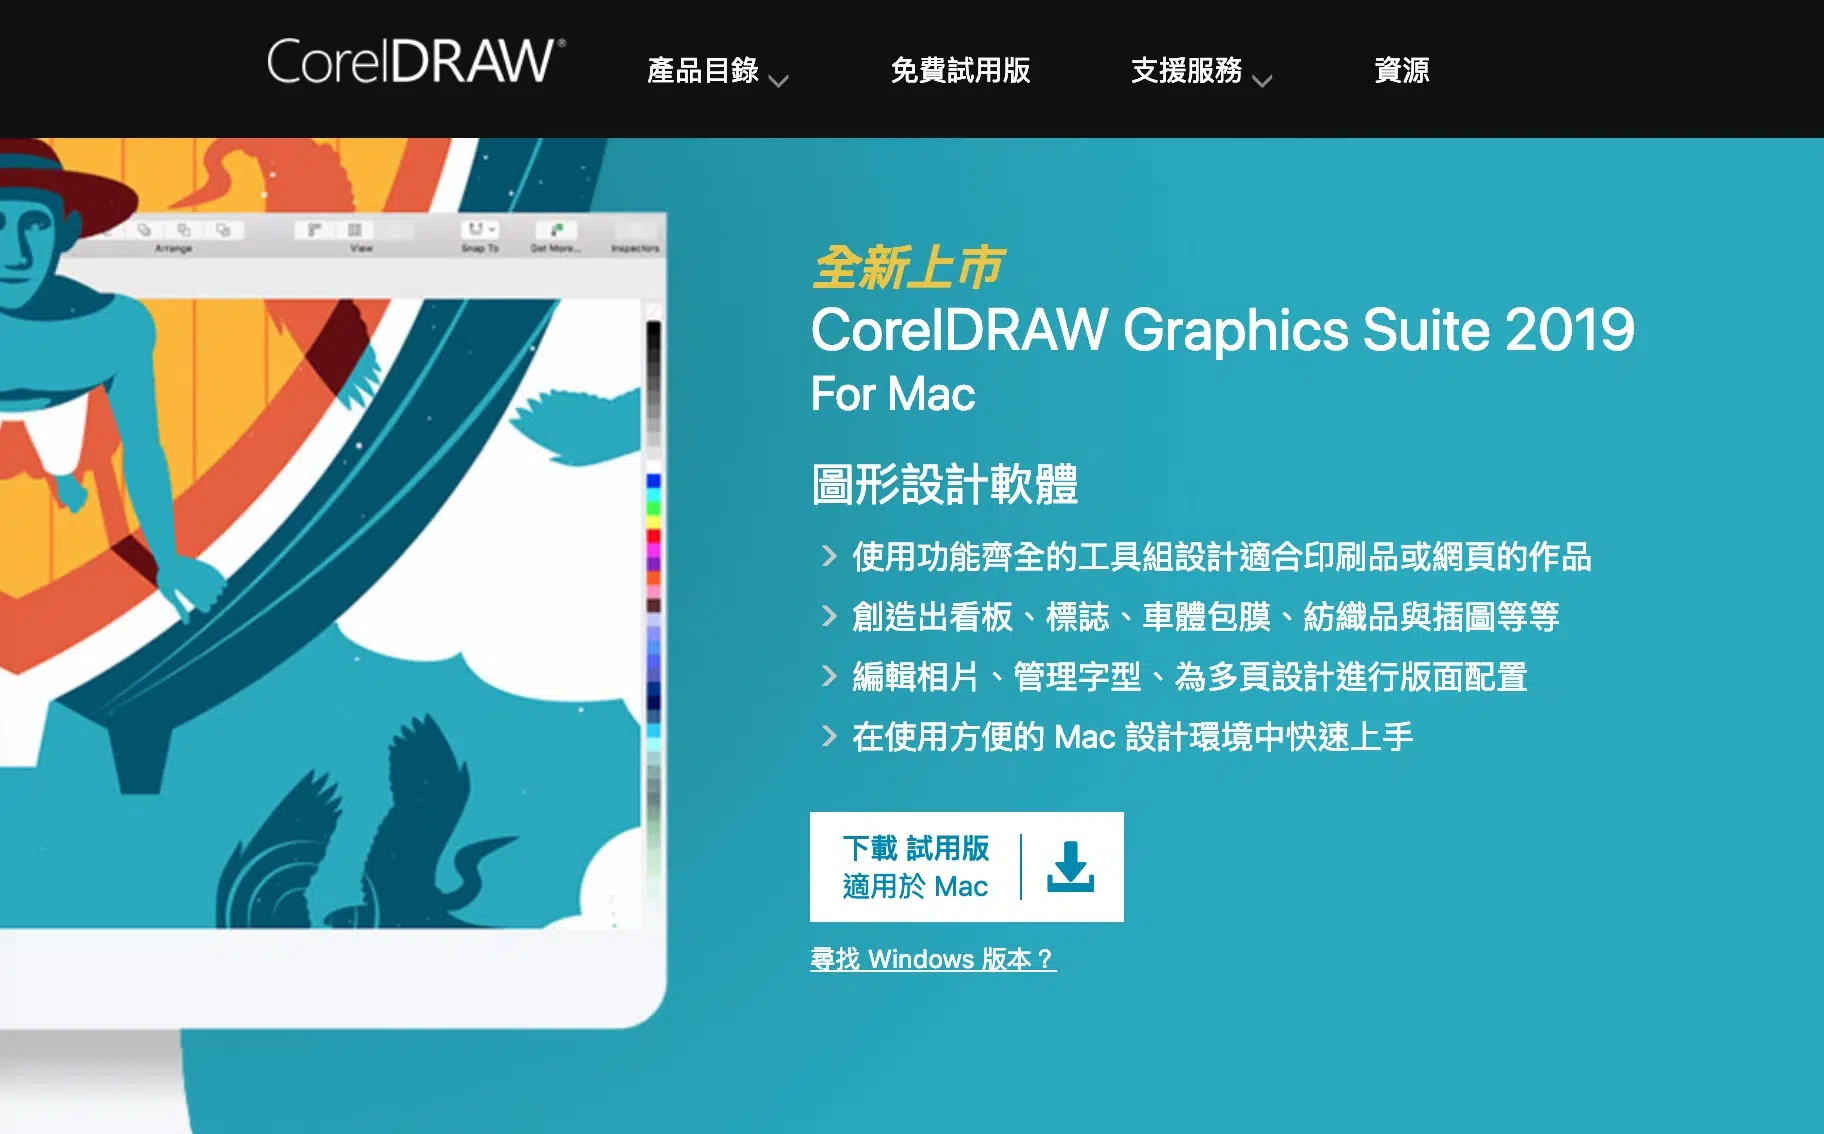 CorelDRAW®
產品目錄
免費試用版
支援服務
資源
Arrange
View
Snap To
Get More...
Inspectors
全新上市
CorelDRAW Graphics Suite 2019
For Mac
圖形設計軟體
使用功能齊全的工具組設計適合印刷品或網頁的作品
創造出看板、標誌、車體包膜、紡織品與插圖等等
編輯相片、管理字型、為多頁設計進行版面配置
在使用方便的 Mac 設計環境中快速上手
下載 試用版
適用於 Mac
尋找 Windows 版本？